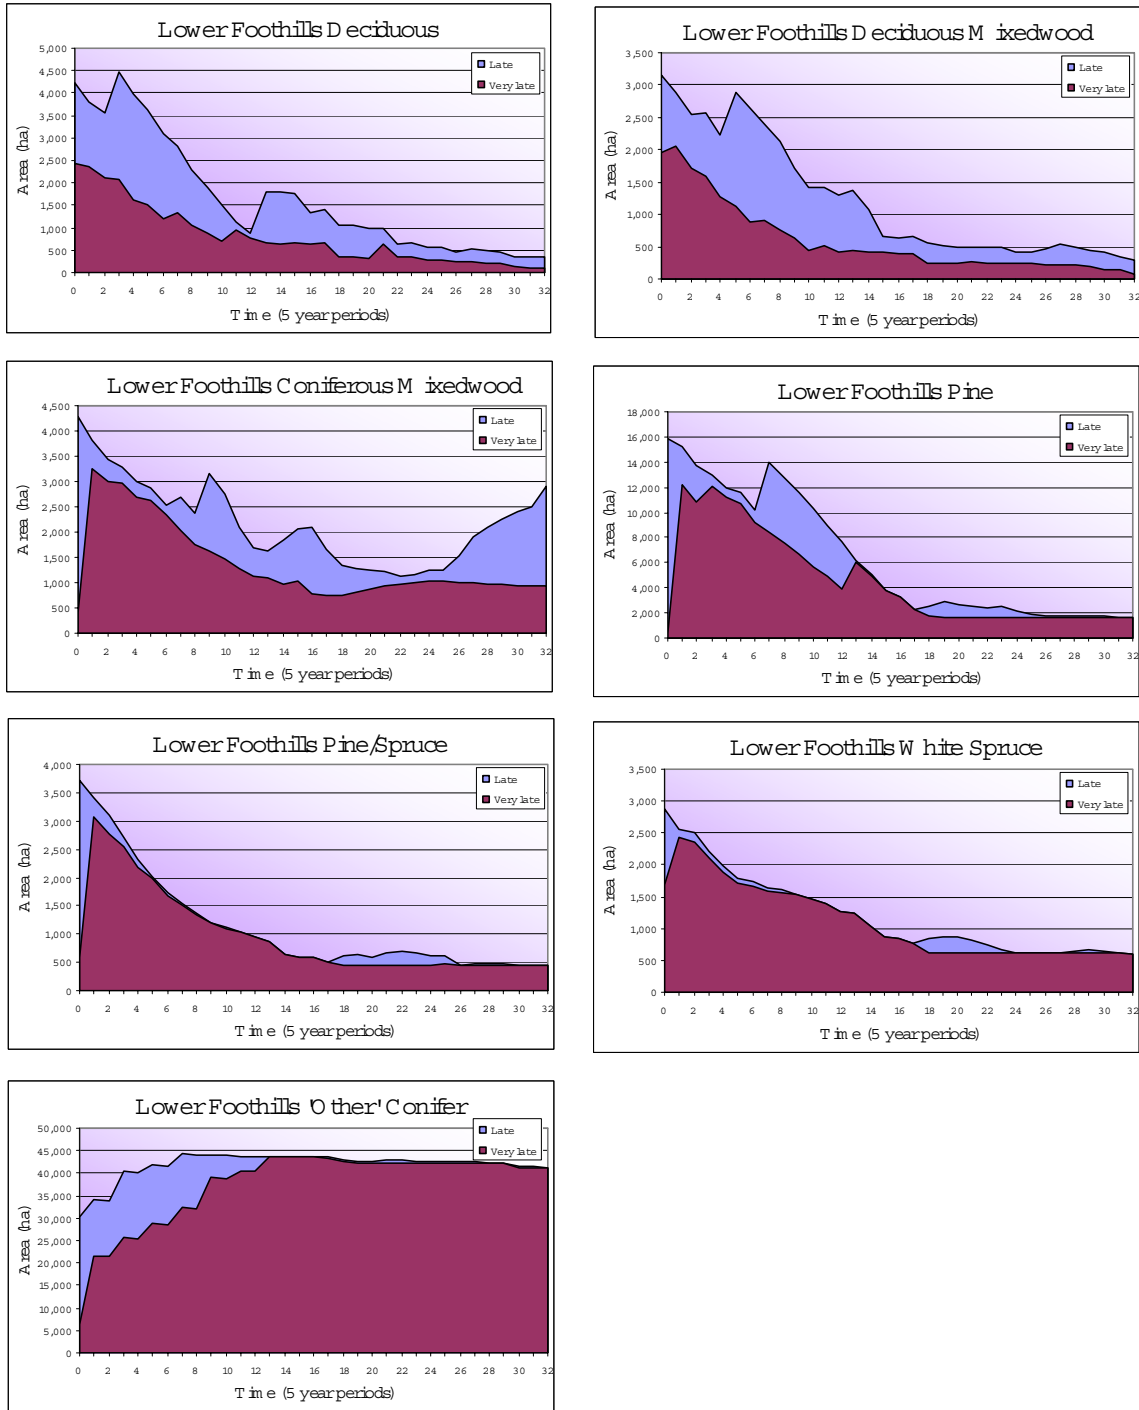 Lower Foothills Deciduous
5,000
4,500
4,000
3,500
3,000
2,500
2,000
1,500
1,000
500
0
Area (ha)
Late
Very late
0 2 4 6 8 10 12 14 16 18 20 22 24 26 28 30 32
Time (5 year periods)
Lower Foothills Deciduous Mixedwood
3,500
3,000
2,500
2,000
1,500
1,000
500
0
Area (ha)
Late
Very late
0 2 4 6 8 10 12 14 16 18 20 22 24 26 28 30 32
Time (5 year periods)
Lower Foothills Coniferous Mixedwood
4,500
4,000
3,500
3,000
2,500
2,000
1,500
1,000
500
0
Area (ha)
Late
Very late
0 2 4 6 8 10 12 14 16 18 20 22 24 26 28 30 32
Time (5 year periods)
Lower Foothills Pine
18,000
16,000
14,000
12,000
10,000
8,000
6,000
4,000
2,000
0
Area (ha)
Late
Very late
0 2 4 6 8 10 12 14 16 18 20 22 24 26 28 30 32
Time (5 year periods)
Lower Foothills Pine/Spruce
4,000
3,500
3,000
2,500
2,000
1,500
1,000
500
0
Area (ha)
Late
Very late
0 2 4 6 8 10 12 14 16 18 20 22 24 26 28 30 32
Time (5 year periods)
Lower Foothills White Spruce
3,500
3,000
2,500
2,000
1,500
1,000
500
0
Area (ha)
Late
Very late
0 2 4 6 8 10 12 14 16 18 20 22 24 26 28 30 32
Time (5 year periods)
Lower Foothills 'Other' Conifer
50,000
45,000
40,000
35,000
30,000
25,000
20,000
15,000
10,000
5,000
0
Area (ha)
Late
Very late
0 2 4 6 8 10 12 14 16 18 20 22 24 26 28 30 32
Time (5 year periods)